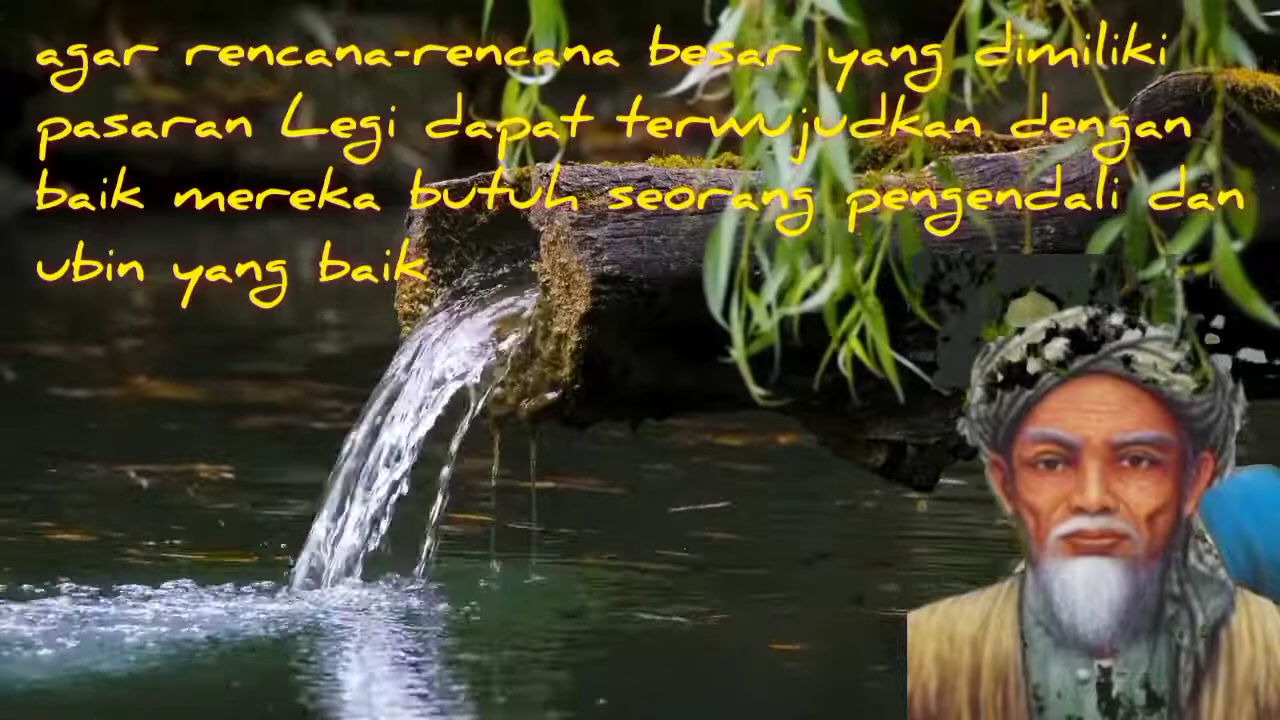 agar rencana-rencana besar yang dimiliki
pasaran Legi dapat terwujudkan dengan
baik mereka butuh seorang pengendali dan
ubin yang baik